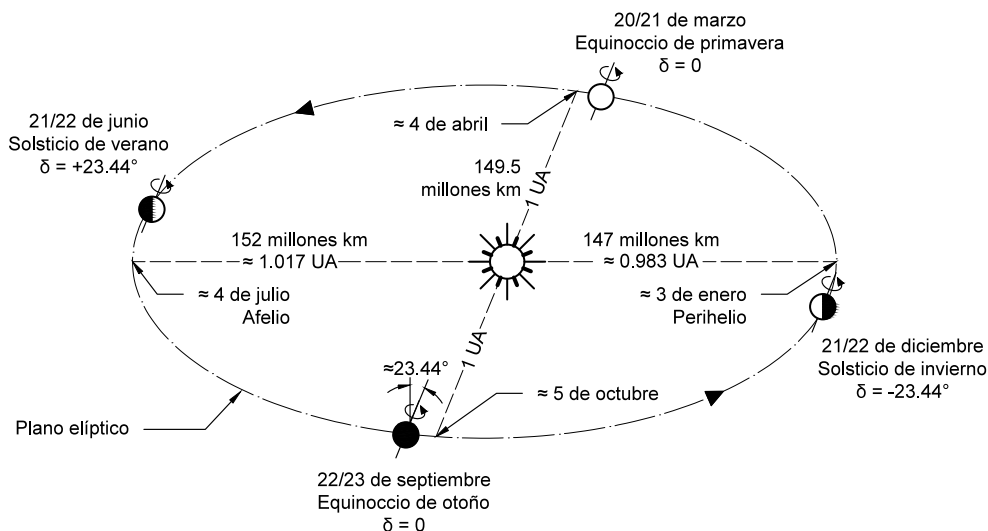 20/21 de marzo
Equinoccio de primavera
δ = 0
21/22 de junio
Solsticio de verano
δ = +23.44°
≈ 4 de abril
149.5
millones km
1 UA
152 millones km
≈ 1.017 UA
147 millones km
≈ 0.983 UA
≈ 4 de julio
Afelio
≈ 3 de enero
Perihelio
21/22 de diciembre
Solsticio de invierno
δ = -23.44°
1 UA
≈23.44°
≈ 5 de octubre
Plano elíptico
22/23 de septiembre
Equinoccio de otoño
δ = 0